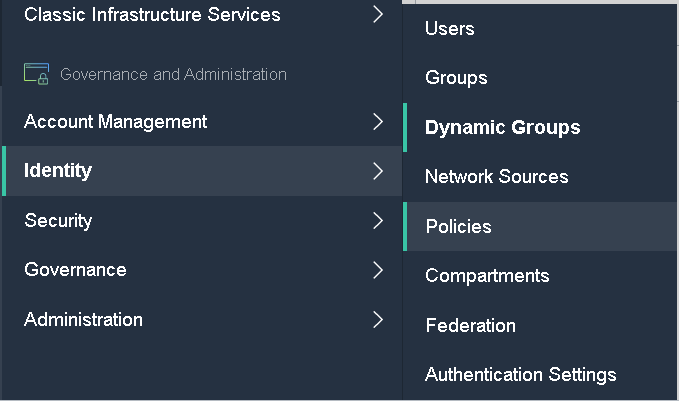 Classic Infrastructure Services
Governance and Administration
Account Management
Identity
Security
Governance
Administration
Users
Groups
Dynamic Groups
Network Sources
Policies
Compartments
Federation
Authentication Settings